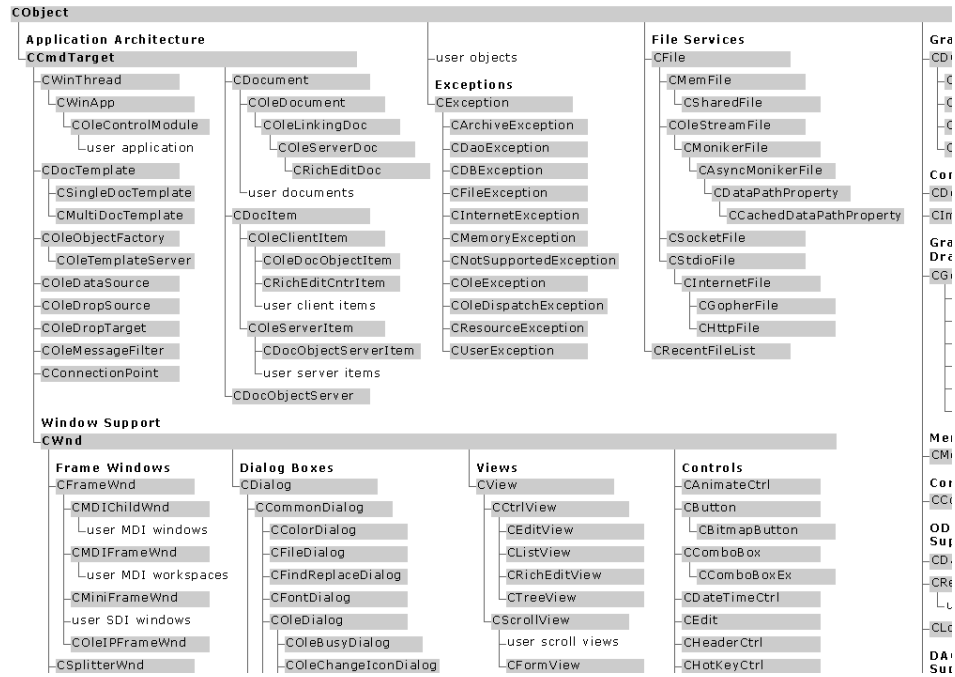 CObject
Application Architecture
CCmdTarget
CWinThread
CWinApp
COleControlModule
user application
CDocTemplate
CSingleDocTemplate
CMultiDocTemplate
COleObjectFactory
COleTemplateServer
COleDataSource
COleDropSource
COleDropTarget
COleMessageFilter
CConnectionPoint
CDocument
COleDocument
COleLinkingDoc
COleServerDoc
CRichEditDoc
user documents
CDocItem
COleClientItem
COleDocObjectItem
CRichEditCntrItem
user client items
COleServerItem
CDocObjectServerItem
user server items
CDocObjectServer
user objects
Exceptions
CException
CArchiveException
CDaoException
CDBException
CFileException
CInternetException
CMemoryException
CNotSupportedException
COleException
COleDispatchException
CResourceException
CUserException
File Services
CFile
CMemFile
CSharedFile
COleStreamFile
CMonikerFile
CAsyncMonikerFile
CDataPathProperty
CCachedDataPathProperty
CSocketFile
CStdioFile
CInternetFile
CGopherFile
CHttpFile
CRecentFileList
Window Support
CWnd
Frame Windows
CFrameWnd
CMDIChildWnd
user MDI windows
CMDIFrameWnd
user MDI workspaces
CMiniFrameWnd
user SDI windows
COleIPFrameWnd
CSplitterWnd
Dialog Boxes
CDialog
CCommonDialog
CColorDialog
CFileDialog
CFindReplaceDialog
CFontDialog
COleDialog
COleBusyDialog
COleChangeIconDialog
Views
CView
CCtrlView
CEditView
CListView
CRichEditView
CTreeView
CScrollView
user scroll views
CFormView
Controls
CAnimateCtrl
CButton
CBitmapButton
CComboBox
CComboBoxEx
CDateTimeCtrl
CEdit
CHeaderCtrl
CHotKeyCtrl